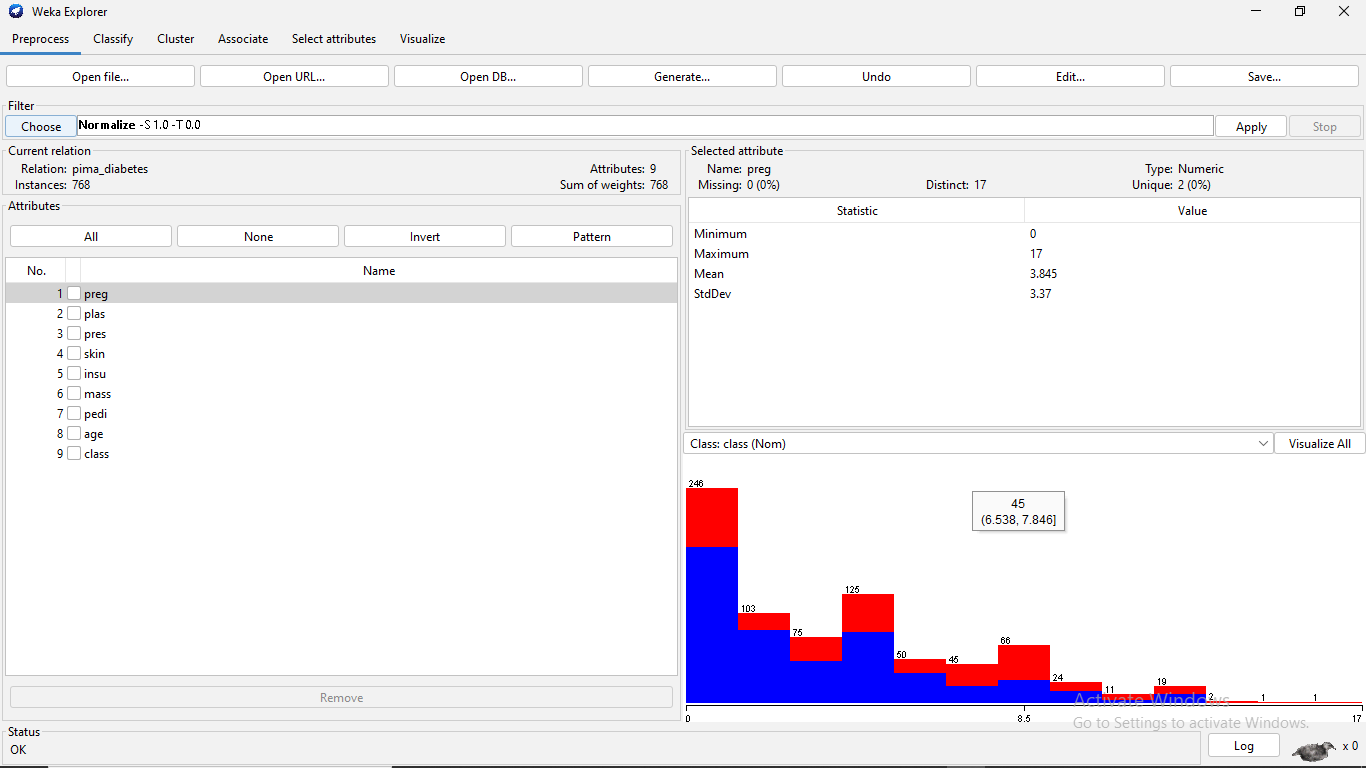 Weka Explorer
Preprocess Classify Cluster Associate Select attributes Visualize
Open file... Open URL... Open DB... Generate... Undo Edit... Save...
Filter
Choose Normalize -S 1.0 -T 0.0 Apply Stop
Current relation
Relation: pima_diabetes Attributes: 9
Instances: 768 Sum of weights: 768
Attributes
All None Invert Pattern
No. Name
1 preg
2 plas
3 pres
4 skin
5 insu
6 mass
7 pedi
8 age
9 class
Remove
Selected attribute
Name: preg Type: Numeric
Missing: 0 (0%) Distinct: 17 Unique: 2 (0%)
Statistic Value
Minimum 0
Maximum 17
Mean 3.845
StdDev 3.37
Class: class (Nom) Visualize All
45
(6.538, 7.846]
246
103
75
125
50
45
66
24
11
19
2
1
1
0 8.5 17
Activate Windows
Go to Settings to activate Windows.
Status
OK
Log x 0